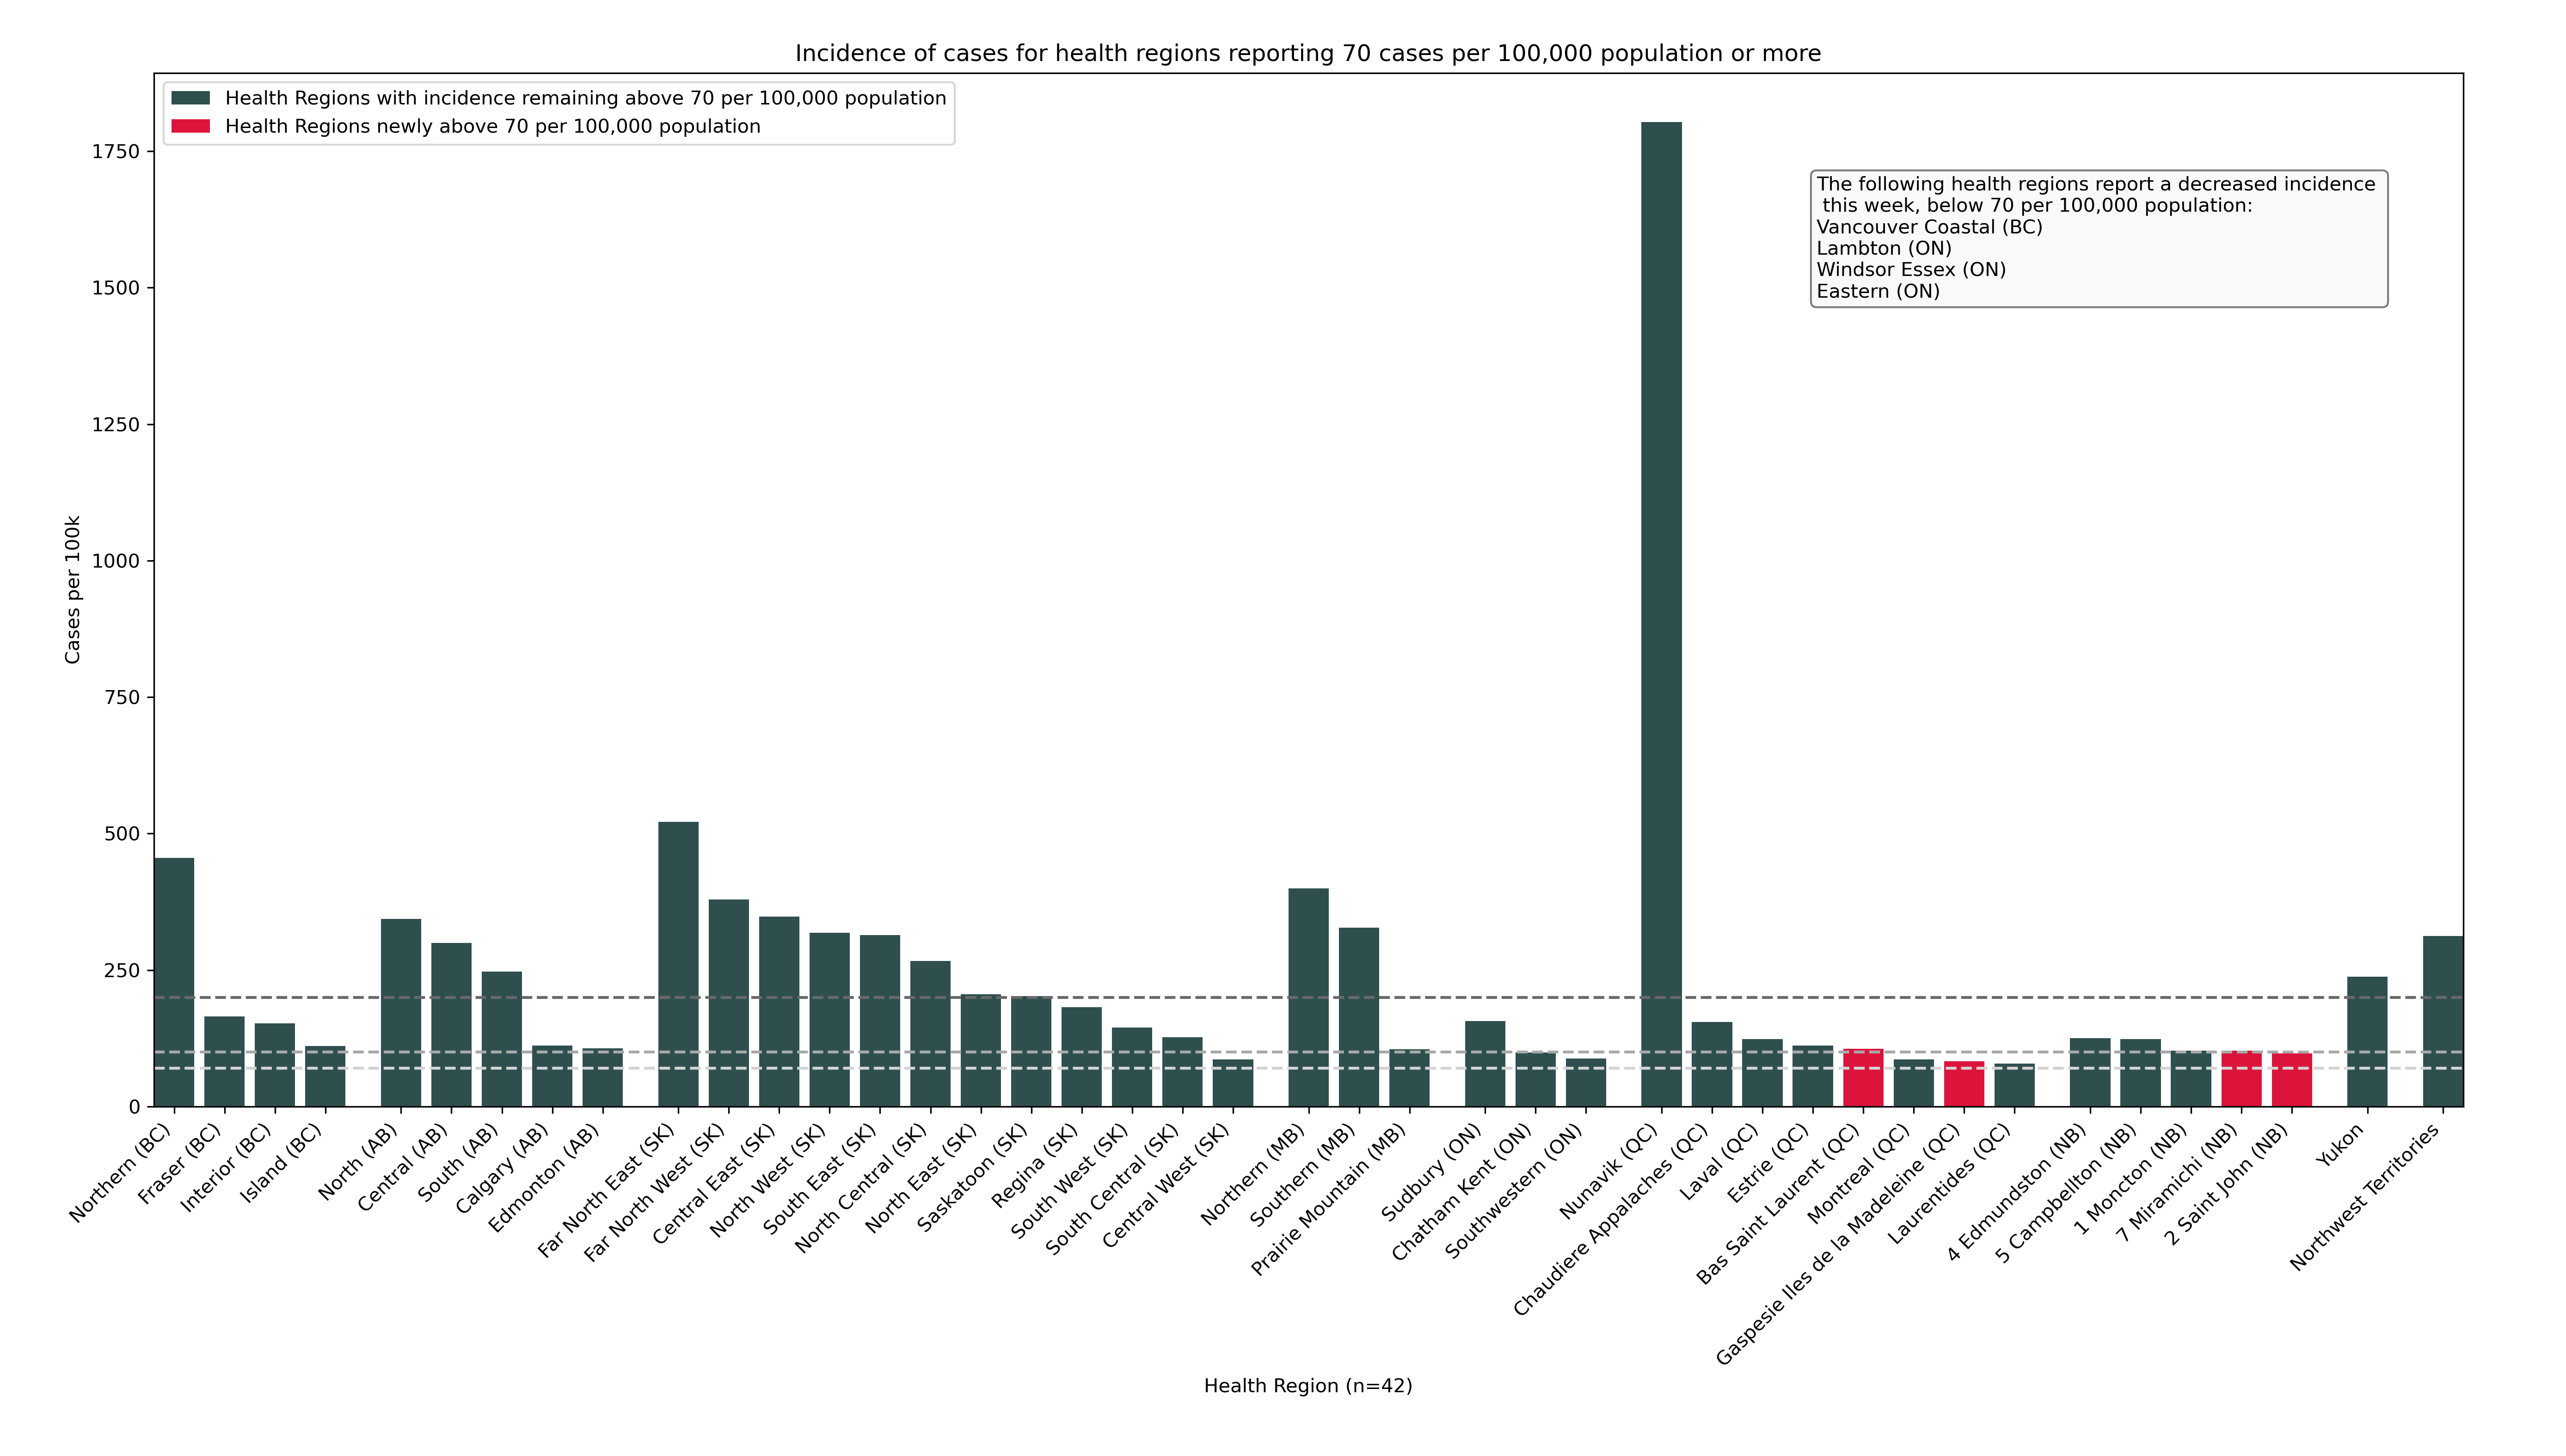 Incidence of cases for health regions reporting 70 cases per 100,000 population or more
Health Regions with incidence remaining above 70 per 100,000 population
Health Regions newly above 70 per 100,000 population
The following health regions report a decreased incidence
this week, below 70 per 100,000 population:
Vancouver Coastal (BC)
Lambton (ON)
Windsor Essex (ON)
Eastern (ON)
Cases per 100k
1750
1500
1250
1000
750
500
250
0
Northern (BC)
Fraser (BC)
Interior (BC)
Island (BC)
North (AB)
Central (AB)
South (AB)
Calgary (AB)
Edmonton (AB)
Far North East (SK)
Far North West (SK)
Central East (SK)
North West (SK)
South East (SK)
North Central (SK)
North East (SK)
Saskatoon (SK)
Regina (SK)
South West (SK)
South Central (SK)
Central West (SK)
Northern (MB)
Southern (MB)
Prairie Mountain (MB)
Sudbury (ON)
Chatham Kent (ON)
Southwestern (ON)
Nunavik (QC)
Chaudiere Appalaches (QC)
Laval (QC)
Estrie (QC)
Bas Saint Laurent (QC)
Montreal (QC)
Gaspesie Iles de la Madeleine (QC)
Laurentides (QC)
4 Edmundston (NB)
5 Campbellton (NB)
1 Moncton (NB)
7 Miramichi (NB)
2 Saint John (NB)
Yukon
Northwest Territories
Health Region (n=42)